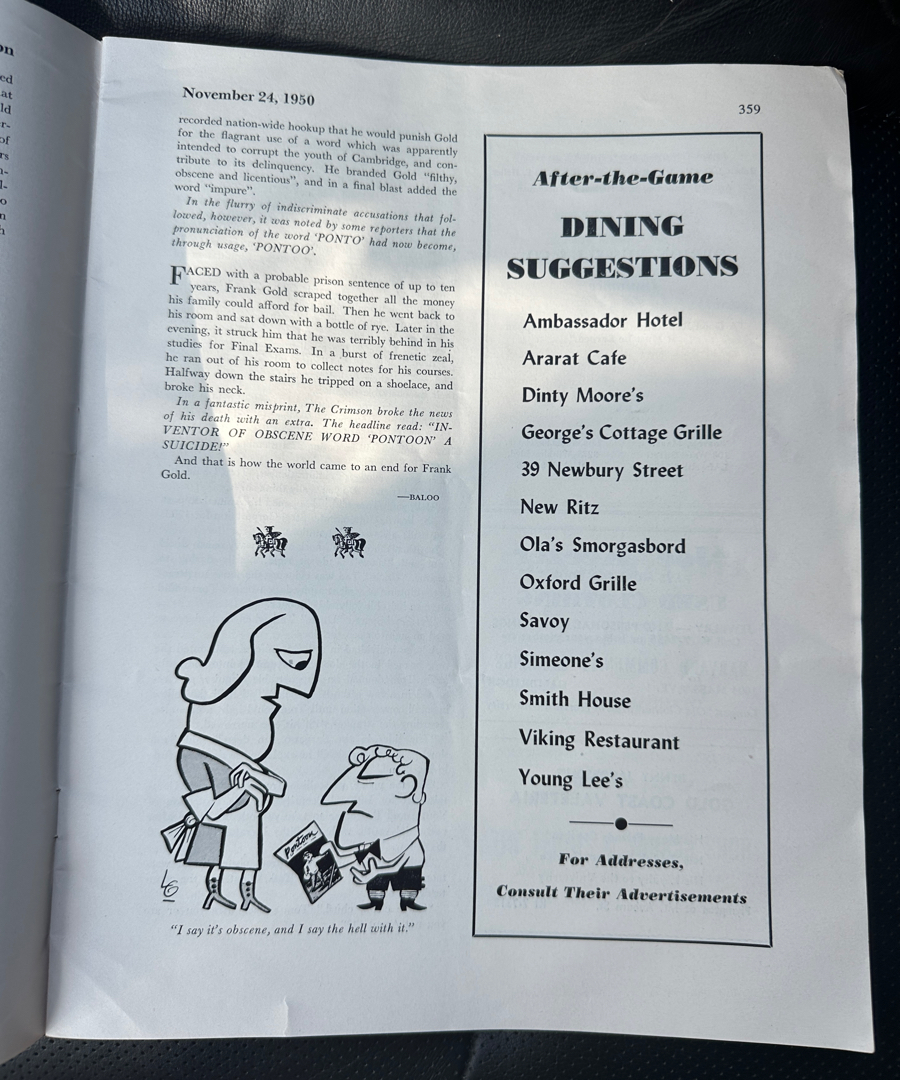 on
ed
at
ld
r-
of
rs
n-
l-
o
n
h
November 24, 1950
359
recorded nation-wide hookup that he would punish Gold
for the flagrant use of a word which was apparently
intended to corrupt the youth of Cambridge, and con-
tribute to its delinquency. He branded Gold "filthy,
obscene and licentious", and in a final blast added the
word "impure".
In the flurry of indiscriminate accusations that fol-
lowed, however, it was noted by some reporters that the
pronunciation of the word 'PONTO' had now become,
through usage, 'PONTOO'.
FACED with a probable prison sentence of up to ten
years, Frank Gold scraped together all the money
his family could afford for bail. Then he went back to
his room and sat down with a bottle of rye. Later in the
evening, it struck him that he was terribly behind in his
studies for Final Exams. In a burst of frenetic zeal,
he ran out of his room to collect notes for his courses.
Halfway down the stairs he tripped on a shoelace, and
broke his neck.
In a fantastic misprint, The Crimson broke the news
of his death with an extra. The headline read: "IN-
VENTOR OF OBSCENE WORD 'PONTOON' A
SUICIDE!"
And that is how the world came to an end for Frank
Gold.
—BALOO
Pontoon
LG
"I say it's obscene, and I say the hell with it."
After-the-Game
DINING
SUGGESTIONS
Ambassador Hotel
Ararat Cafe
Dinty Moore's
George's Cottage Grille
39 Newbury Street
New Ritz
Ola's Smorgasbord
Oxford Grille
Savoy
Simeone's
Smith House
Viking Restaurant
Young Lee's
For Addresses,
Consult Their Advertisements